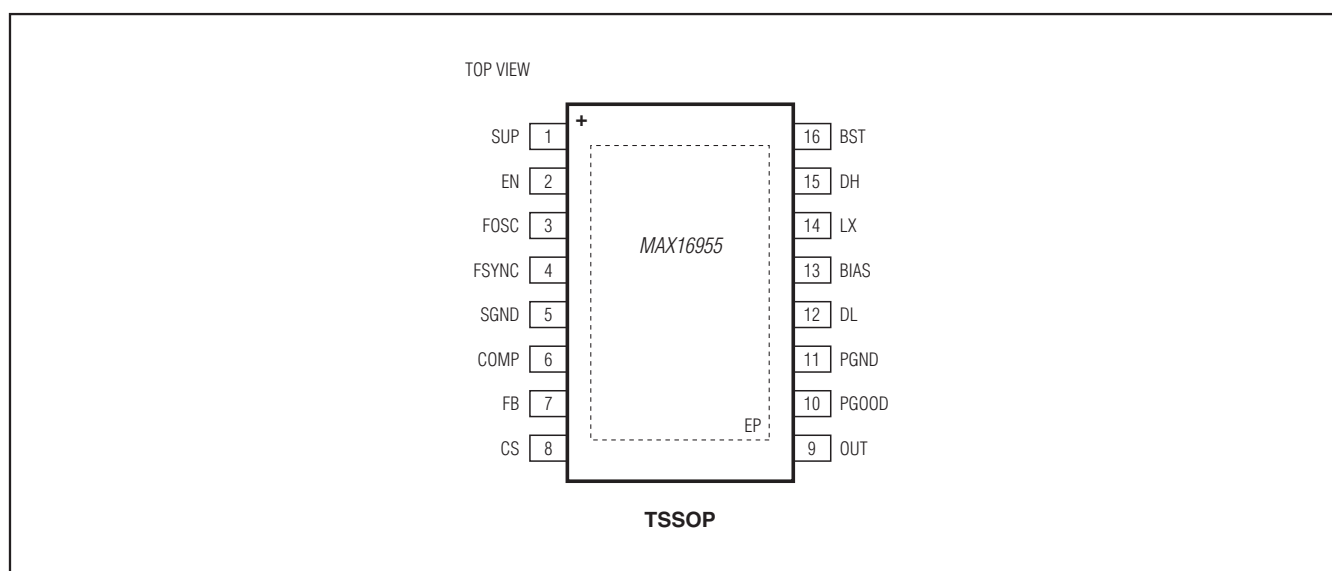 TOP VIEW
+
SUP 1
EN 2
FOSC 3
FSYNC 4
SGND 5
COMP 6
FB 7
CS 8
MAX16955
EP
16 BST
15 DH
14 LX
13 BIAS
12 DL
11 PGND
10 PGOOD
9 OUT
TSSOP